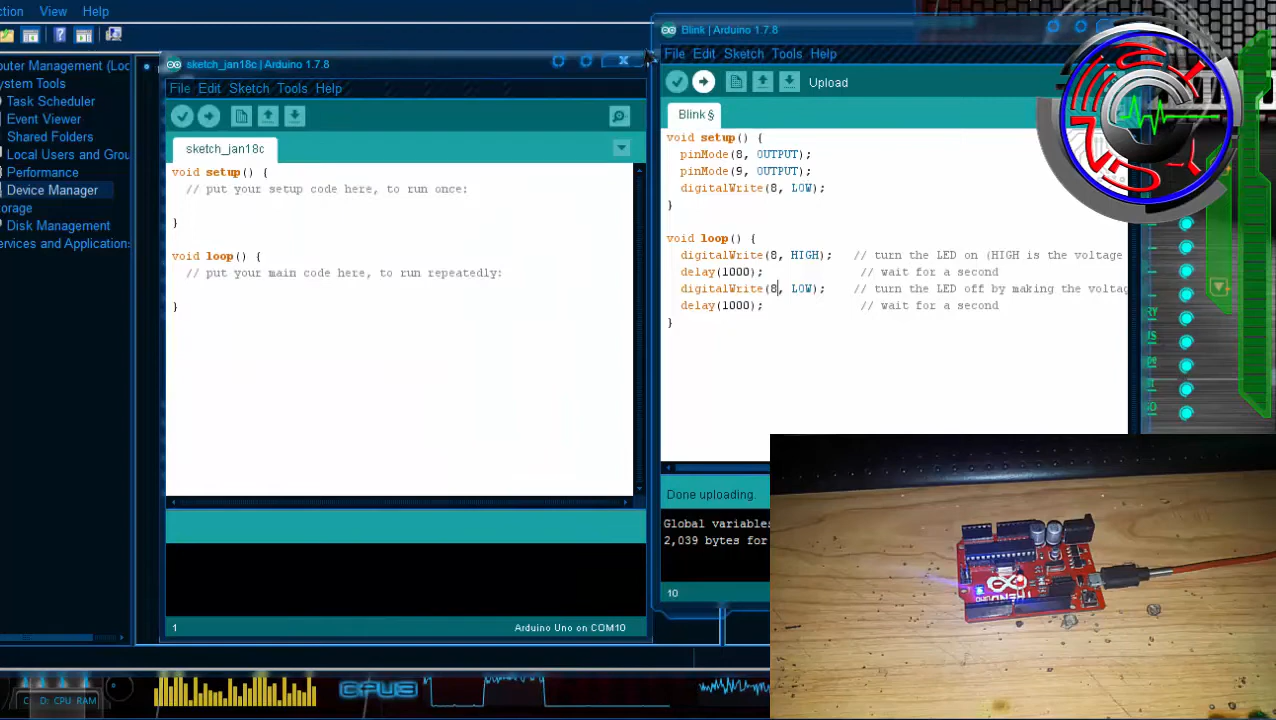 ction View Help
puter Management (Loc
ystem Tools
Task Scheduler
Event Viewer
Shared Folders
Local Users and Grou
Performance
Device Manager
orage
Disk Management
ervices and Applications
sketch_jan18c | Arduino 1.7.8
File Edit Sketch Tools Help
sketch_jan18c
void setup() {
// put your setup code here, to run once:
}
void loop() {
// put your main code here, to run repeatedly:
}
1
Arduino Uno on COM10
Blink | Arduino 1.7.8
File Edit Sketch Tools Help
Upload
Blink §
void setup() {
pinMode(8, OUTPUT);
pinMode(9, OUTPUT);
digitalWrite(8, LOW);
}
void loop() {
digitalWrite(8, HIGH); // turn the LED on (HIGH is the voltage
delay(1000); // wait for a second
digitalWrite(8, LOW); // turn the LED off by making the voltag
delay(1000); // wait for a second
}
Done uploading.
Global variables
2,039 bytes for
10
C: D: CPU RAM